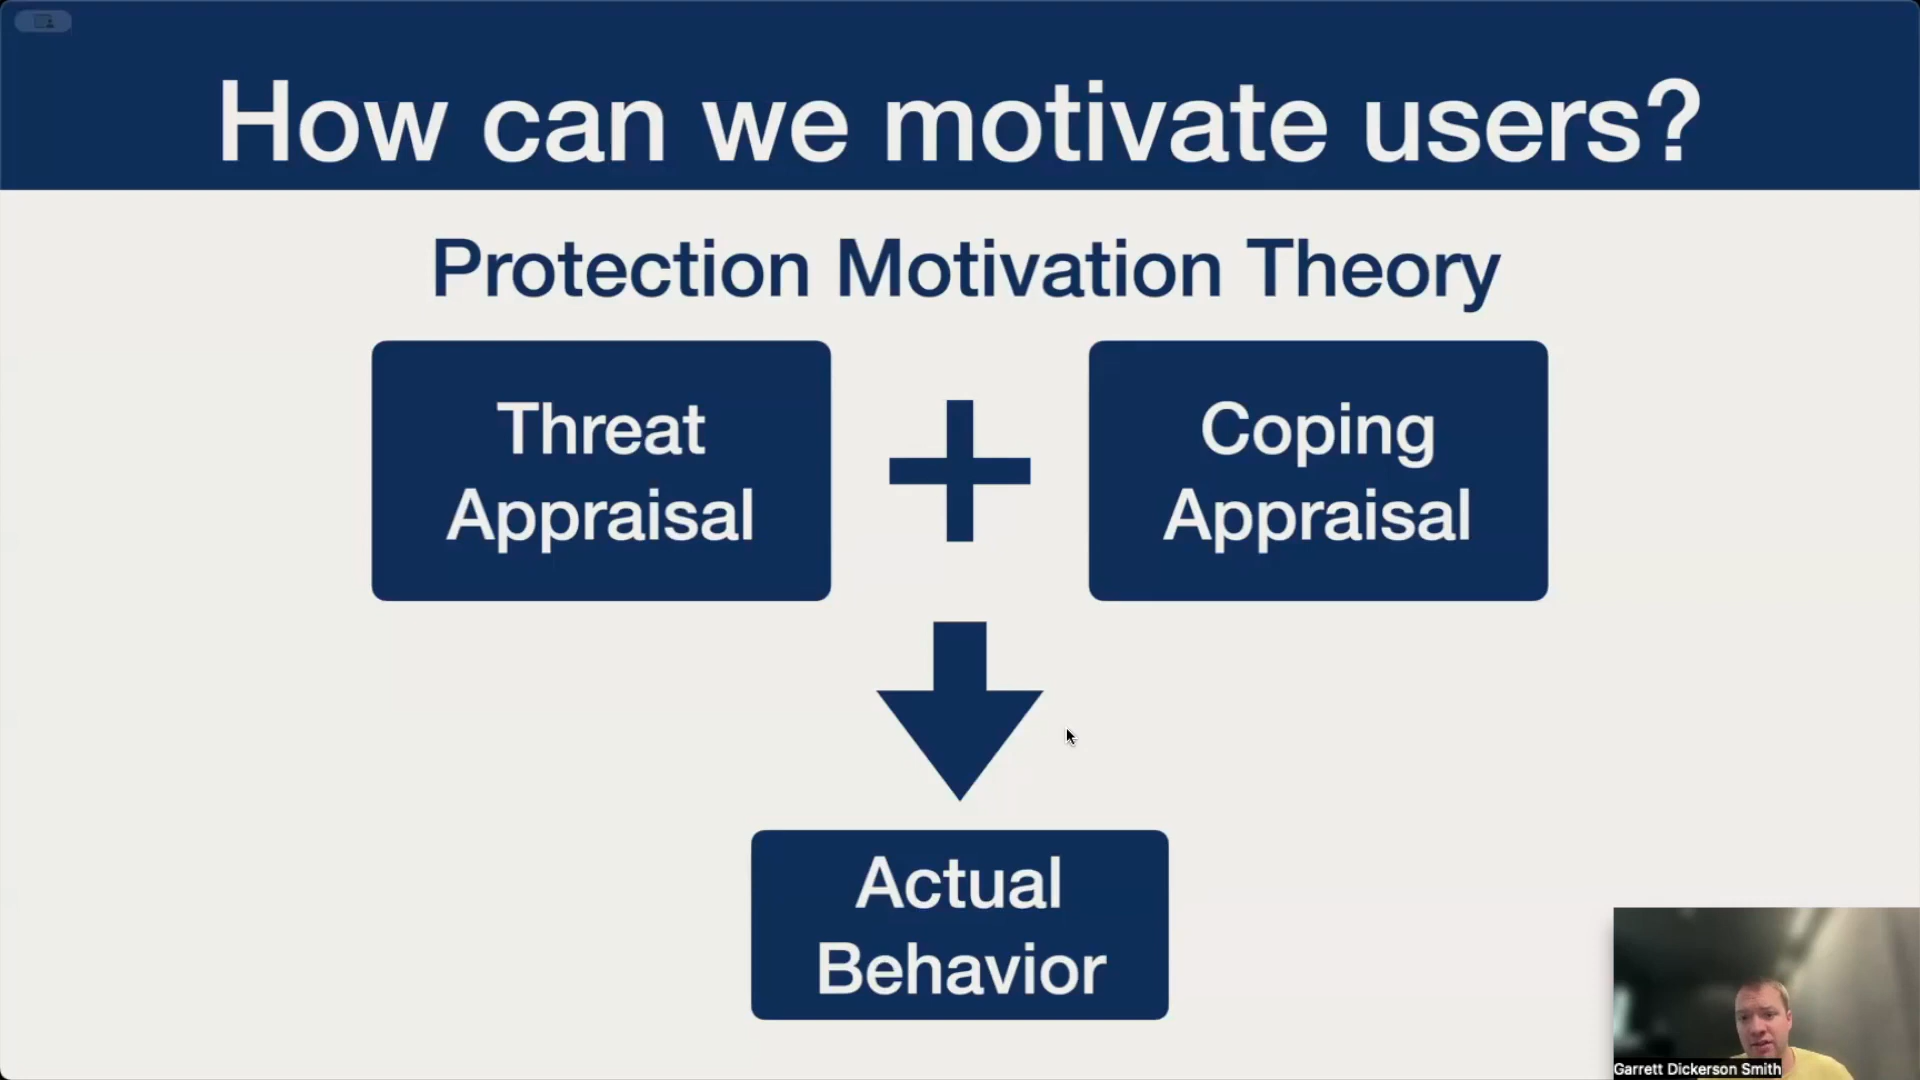 How can we motivate users?
Protection Motivation Theory
Threat
Appraisal
Coping
Appraisal
Actual
Behavior
Garrett Dickerson Smith